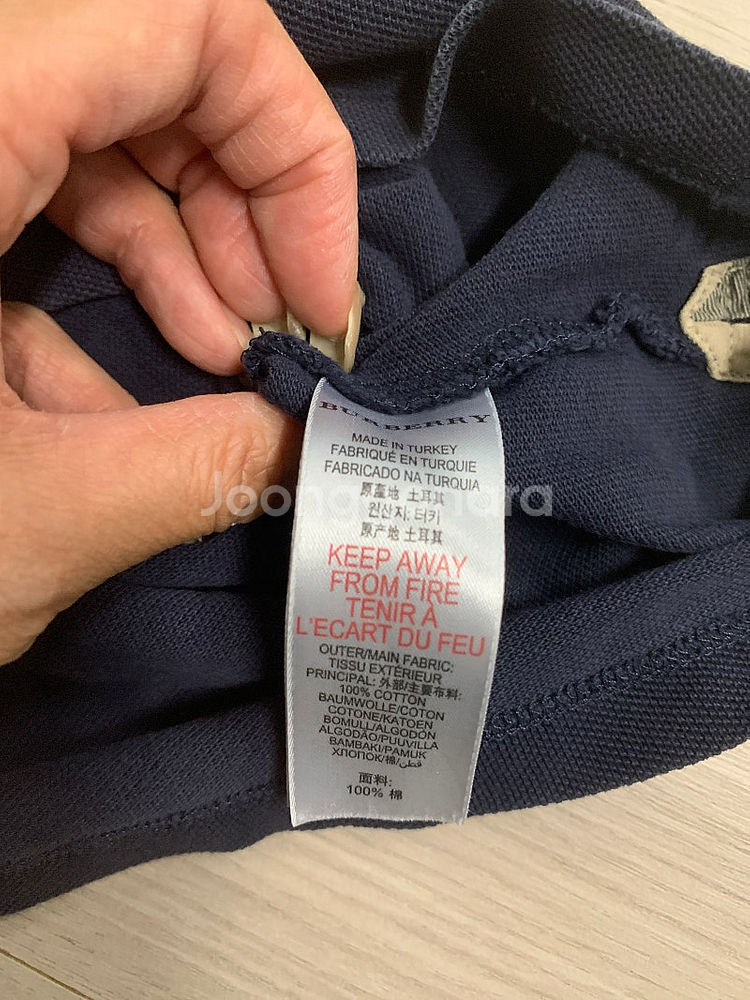 BURBERRY
MADE IN TURKEY
FABRIQUÉ EN TURQUIE
FABRICADO NA TURQUIA
原產地 土耳其
원산지: 터키
原产地 土耳其
KEEP AWAY
FROM FIRE
TENIR À
L'ECART DU FEU
OUTER/MAIN FABRIC:
TISSU EXTÉRIEUR
PRINCIPAL: 外部/主要布料:
100% COTTON
BAUMWOLLE/COTON
COTONE/KATOEN
BOMULL/ALGODÓN
ALGODÃO/PUUVILLA
BAMBAKI/PAMUK
ХЛОПОК/棉/قطن
面料:
100% 棉